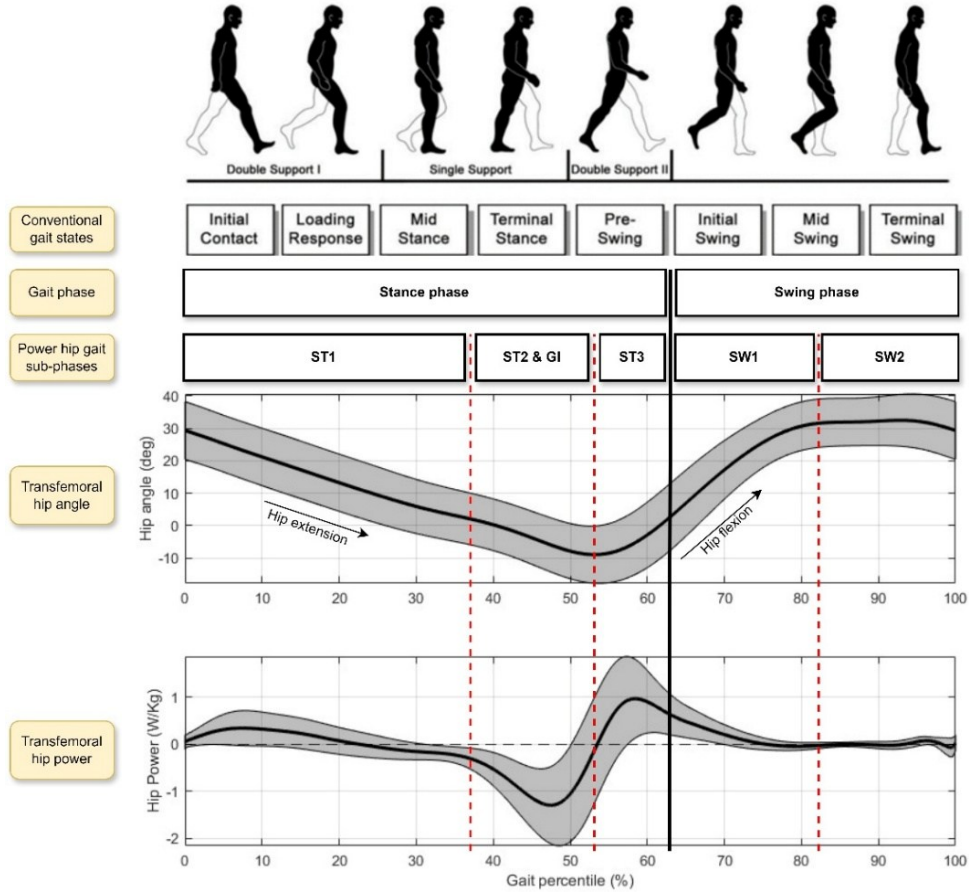 Double Support I
Single Support
Double Support II
Conventional
gait states
Initial
Contact
Loading
Response
Mid
Stance
Terminal
Stance
Pre-
Swing
Initial
Swing
Mid
Swing
Terminal
Swing
Gait phase
Stance phase
Swing phase
Power hip gait
sub-phases
ST1
ST2 & GI
ST3
SW1
SW2
Transfemoral
hip angle
Hip angle (deg)
40
30
20
10
0
-10
Hip extension
Hip flexion
0 10 20 30 40 50 60 70 80 90 100
Transfemoral
hip power
Hip Power (W/Kg)
1
0
-1
-2
0 10 20 30 40 50 60 70 80 90 100
Gait percentile (%)